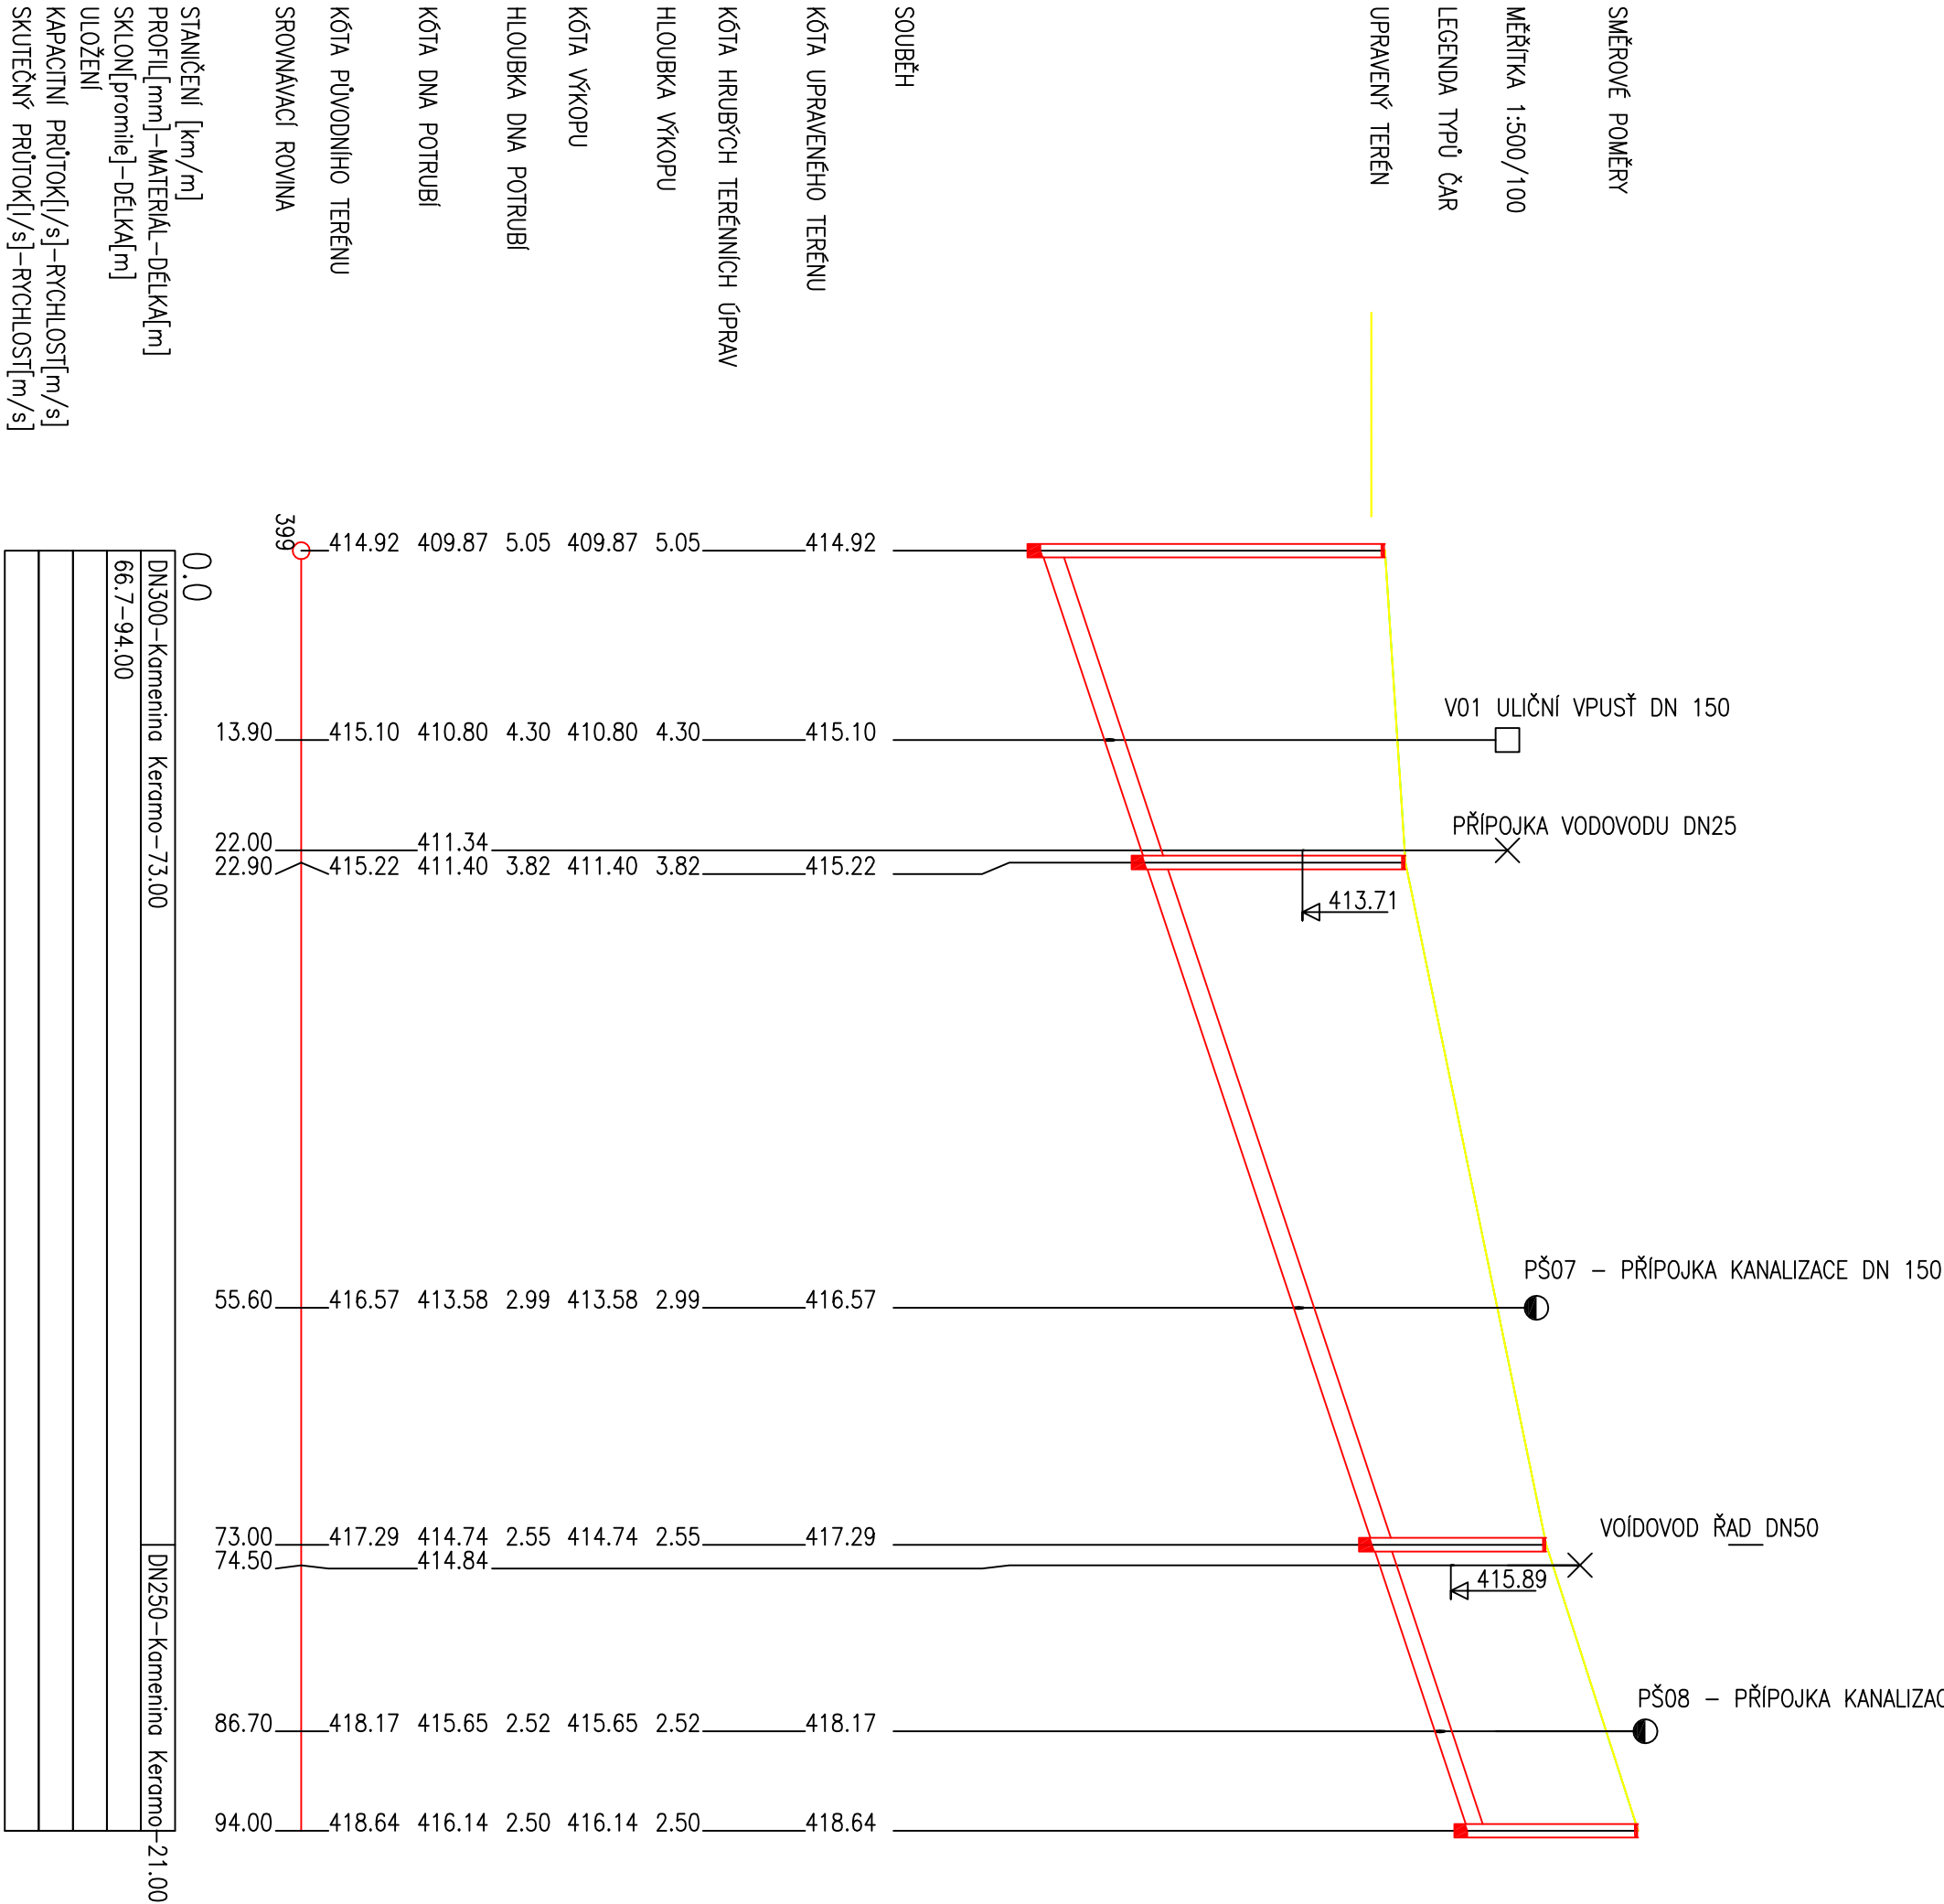 SMĚROVÉ POMĚRY
MĚŘÍTKA 1:500/100
LEGENDA TYPŮ ČAR
UPRAVENÝ TERÉN
SOUBĚH
KÓTA UPRAVENÉHO TERÉNU
KÓTA HRUBÝCH TERÉNNÍCH ÚPRAV
HLOUBKA VÝKOPU
KÓTA VÝKOPU
HLOUBKA DNA POTRUBÍ
KÓTA DNA POTRUBÍ
KÓTA PŮVODNÍHO TERÉNU
SROVNÁVACÍ ROVINA
STANIČENÍ [km/m]
PROFIL[mm]-MATERIÁL-DÉLKA[m]
SKLON[promile]-DÉLKA[m]
ULOŽENÍ
KAPACITNÍ PRŮTOK[l/s]-RYCHLOST[m/s]
SKUTEČNÝ PRŮTOK[l/s]-RYCHLOST[m/s]
399
414.92 409.87 5.05 409.87 5.05 414.92
0.0
V01 ULIČNÍ VPUSŤ DN 150
13.90 415.10 410.80 4.30 410.80 4.30 415.10
PŘÍPOJKA VODOVODU DN25
22.00 411.34
22.90 415.22 411.40 3.82 411.40 3.82 415.22
413.71
PŠ07 - PŘÍPOJKA KANALIZACE DN 150
55.60 416.57 413.58 2.99 413.58 2.99 416.57
VOÍDOVOD ŘAD DN50
73.00 417.29 414.74 2.55 414.74 2.55 417.29
74.50 414.84
415.89
PŠ08 - PŘÍPOJKA KANALIZAC
86.70 418.17 415.65 2.52 415.65 2.52 418.17
94.00 418.64 416.14 2.50 416.14 2.50 418.64
DN300-Kamenina Keramo-73.00
DN250-Kamenina Keramo-21.00
66.7-94.00